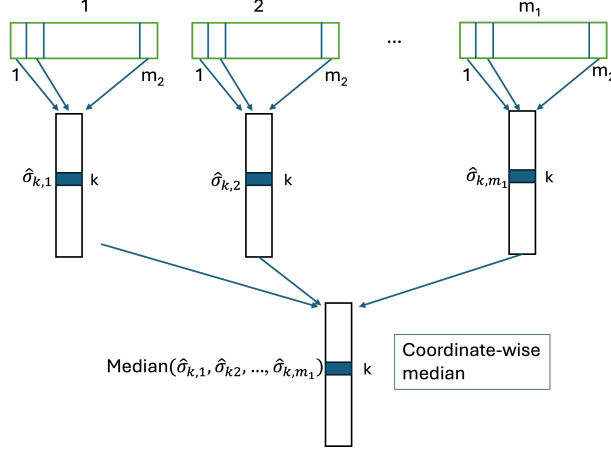 1 2 ... m₁
1 m₂ 1 m₂ 1 m₂
σ̂ₖ,₁ k σ̂ₖ,₂ k σ̂ₖ,ₘ₁ k
Median(σ̂ₖ,₁, σ̂ₖ₂, ..., σ̂ₖ,ₘ₁) k
Coordinate-wise
median